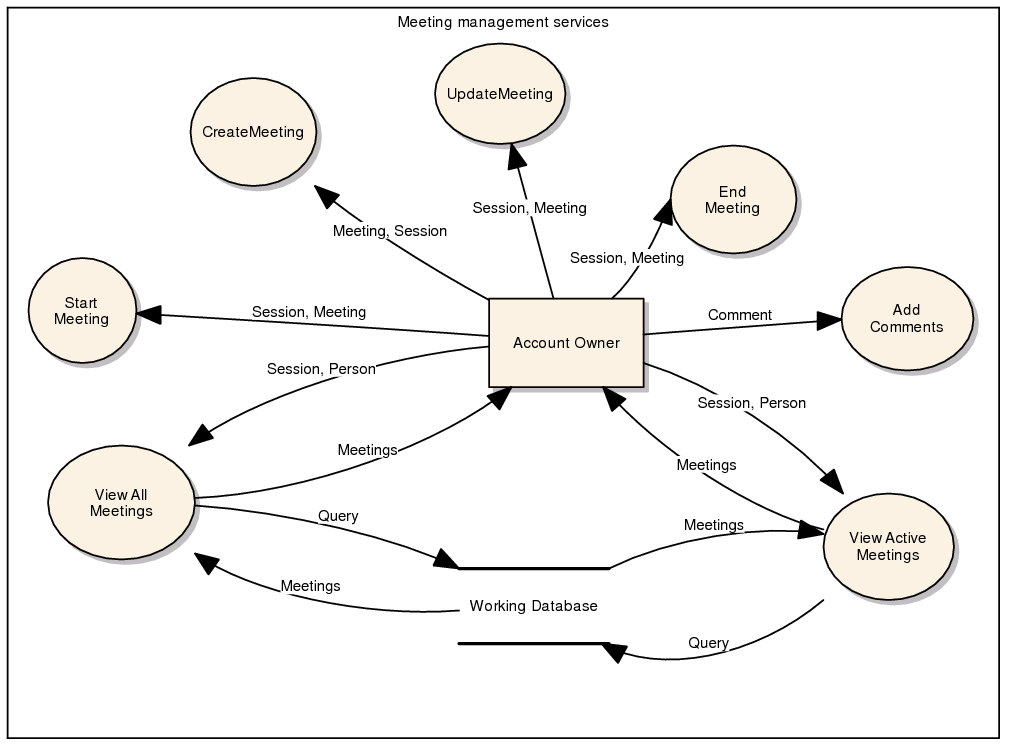 Meeting management services
UpdateMeeting
CreateMeeting
End
Meeting
Session, Meeting
Meeting, Session
Session, Meeting
Start
Meeting
Session, Meeting
Account Owner
Comment
Add
Comments
Session, Person
Session, Person
Meetings
Meetings
View All
Meetings
Query
Meetings
View Active
Meetings
Meetings
Working Database
Query